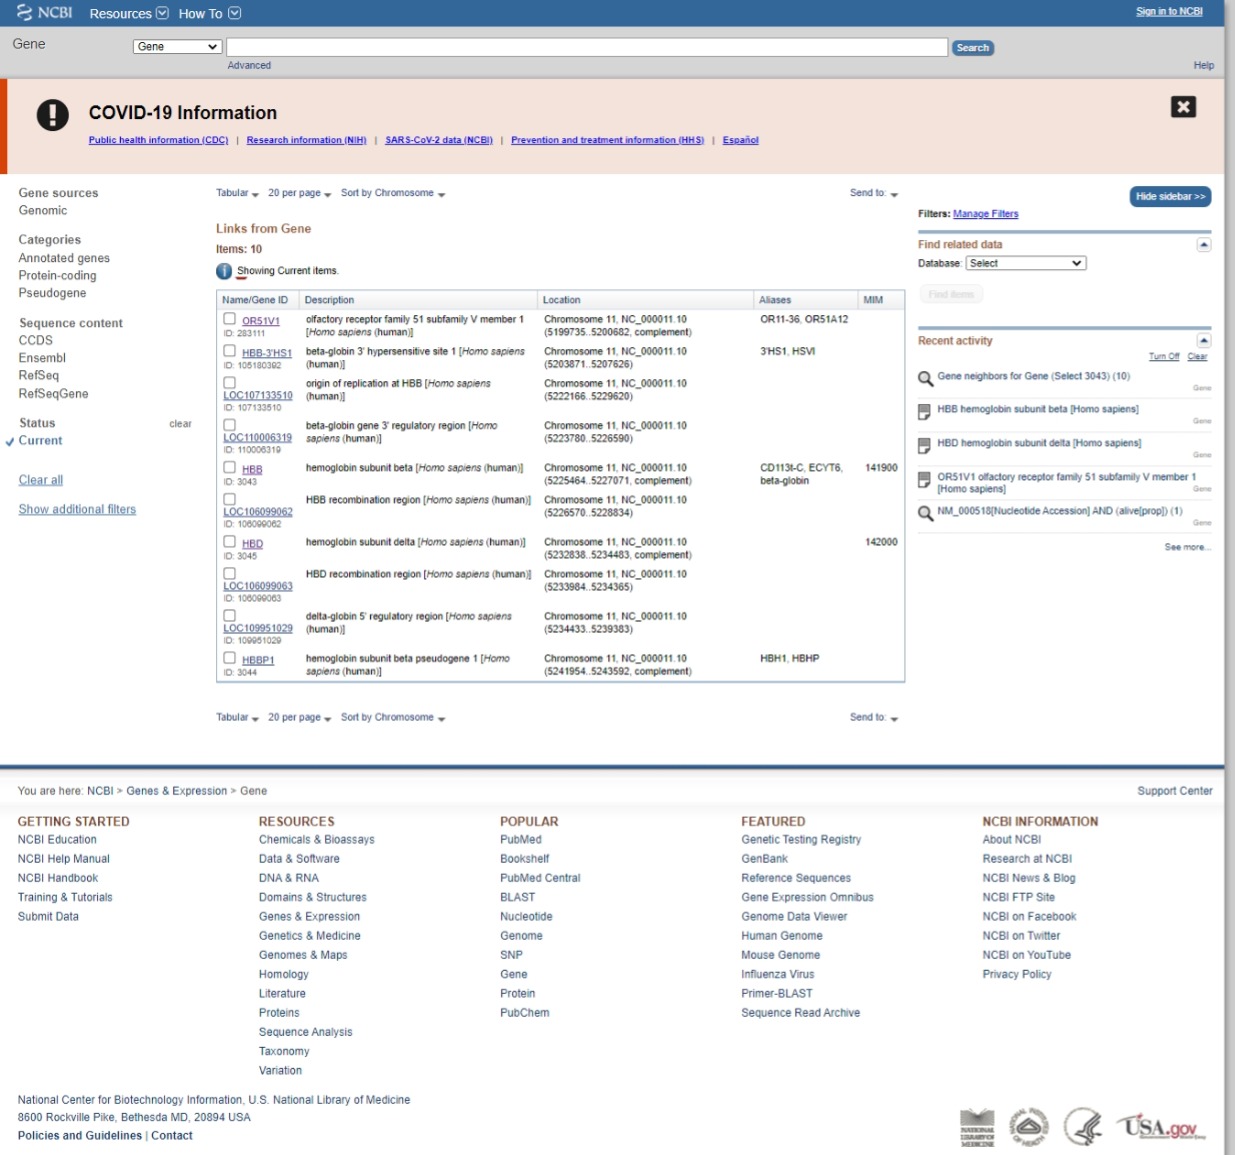 NCBI Resources How To Sign in to NCBI
Gene Gene Search
Advanced Help
COVID-19 Information
Public health information (CDC) | Research information (NIH) | SARS-CoV-2 data (NCBI) | Prevention and treatment information (HHS) | Español
Gene sources
Genomic
Categories
Annotated genes
Protein-coding
Pseudogene
Sequence content
CCDS
Ensembl
RefSeq
RefSeqGene
Status clear
Current
Clear all
Show additional filters
Tabular 20 per page Sort by Chromosome Send to:
Links from Gene
Items: 10
Showing Current items.
Name/Gene ID Description Location Aliases MIM
OR51V1 olfactory receptor family 51 subfamily V member 1 Chromosome 11, NC_000011.10 OR11-36, OR51A12
ID: 283111 [Homo sapiens (human)] (5199735..5200682, complement)
HBB-3'HS1 beta-globin 3' hypersensitive site 1 [Homo sapiens Chromosome 11, NC_000011.10 3'HS1, HSVI
ID: 105180392 (human)] (5203871..5207626)
origin of replication at HBB [Homo sapiens Chromosome 11, NC_000011.10
LOC107133510 (human)] (5222166..5229620)
ID: 107133510
beta-globin gene 3' regulatory region [Homo Chromosome 11, NC_000011.10
LOC110006319 sapiens (human)] (5223780..5226590)
ID: 110006319
HBB hemoglobin subunit beta [Homo sapiens (human)] Chromosome 11, NC_000011.10 CD113t-C, ECYT6, 141900
ID: 3043 (5225464..5227071, complement) beta-globin
HBB recombination region [Homo sapiens (human)] Chromosome 11, NC_000011.10
LOC106099062 (5226570..5228834)
ID: 106099062
HBD hemoglobin subunit delta [Homo sapiens (human)] Chromosome 11, NC_000011.10 142000
ID: 3045 (5232838..5234483, complement)
HBD recombination region [Homo sapiens (human)] Chromosome 11, NC_000011.10
LOC106099063 (5233984..5234365)
ID: 106099063
delta-globin 5' regulatory region [Homo sapiens Chromosome 11, NC_000011.10
LOC109951029 (human)] (5234433..5239383)
ID: 109951029
HBBP1 hemoglobin subunit beta pseudogene 1 [Homo Chromosome 11, NC_000011.10 HBH1, HBHP
ID: 3044 sapiens (human)] (5241954..5243592, complement)
Tabular 20 per page Sort by Chromosome Send to:
Hide sidebar >>
Filters: Manage Filters
Find related data
Database: Select
Find items
Recent activity
Turn Off Clear
Gene neighbors for Gene (Select 3043) (10)
Gene
HBB hemoglobin subunit beta [Homo sapiens]
Gene
HBD hemoglobin subunit delta [Homo sapiens]
Gene
OR51V1 olfactory receptor family 51 subfamily V member 1
[Homo sapiens]
Gene
NM_000518[Nucleotide Accession] AND (alive[prop]) (1)
Gene
See more...
You are here: NCBI > Genes & Expression > Gene Support Center
GETTING STARTED
NCBI Education
NCBI Help Manual
NCBI Handbook
Training & Tutorials
Submit Data
RESOURCES
Chemicals & Bioassays
Data & Software
DNA & RNA
Domains & Structures
Genes & Expression
Genetics & Medicine
Genomes & Maps
Homology
Literature
Proteins
Sequence Analysis
Taxonomy
Variation
POPULAR
PubMed
Bookshelf
PubMed Central
BLAST
Nucleotide
Genome
SNP
Gene
Protein
PubChem
FEATURED
Genetic Testing Registry
GenBank
Reference Sequences
Gene Expression Omnibus
Genome Data Viewer
Human Genome
Mouse Genome
Influenza Virus
Primer-BLAST
Sequence Read Archive
NCBI INFORMATION
About NCBI
Research at NCBI
NCBI News & Blog
NCBI FTP Site
NCBI on Facebook
NCBI on Twitter
NCBI on YouTube
Privacy Policy
National Center for Biotechnology Information, U.S. National Library of Medicine
8600 Rockville Pike, Bethesda MD, 20894 USA
Policies and Guidelines | Contact
NATIONAL
LIBRARY OF
MEDICINE
USA.gov